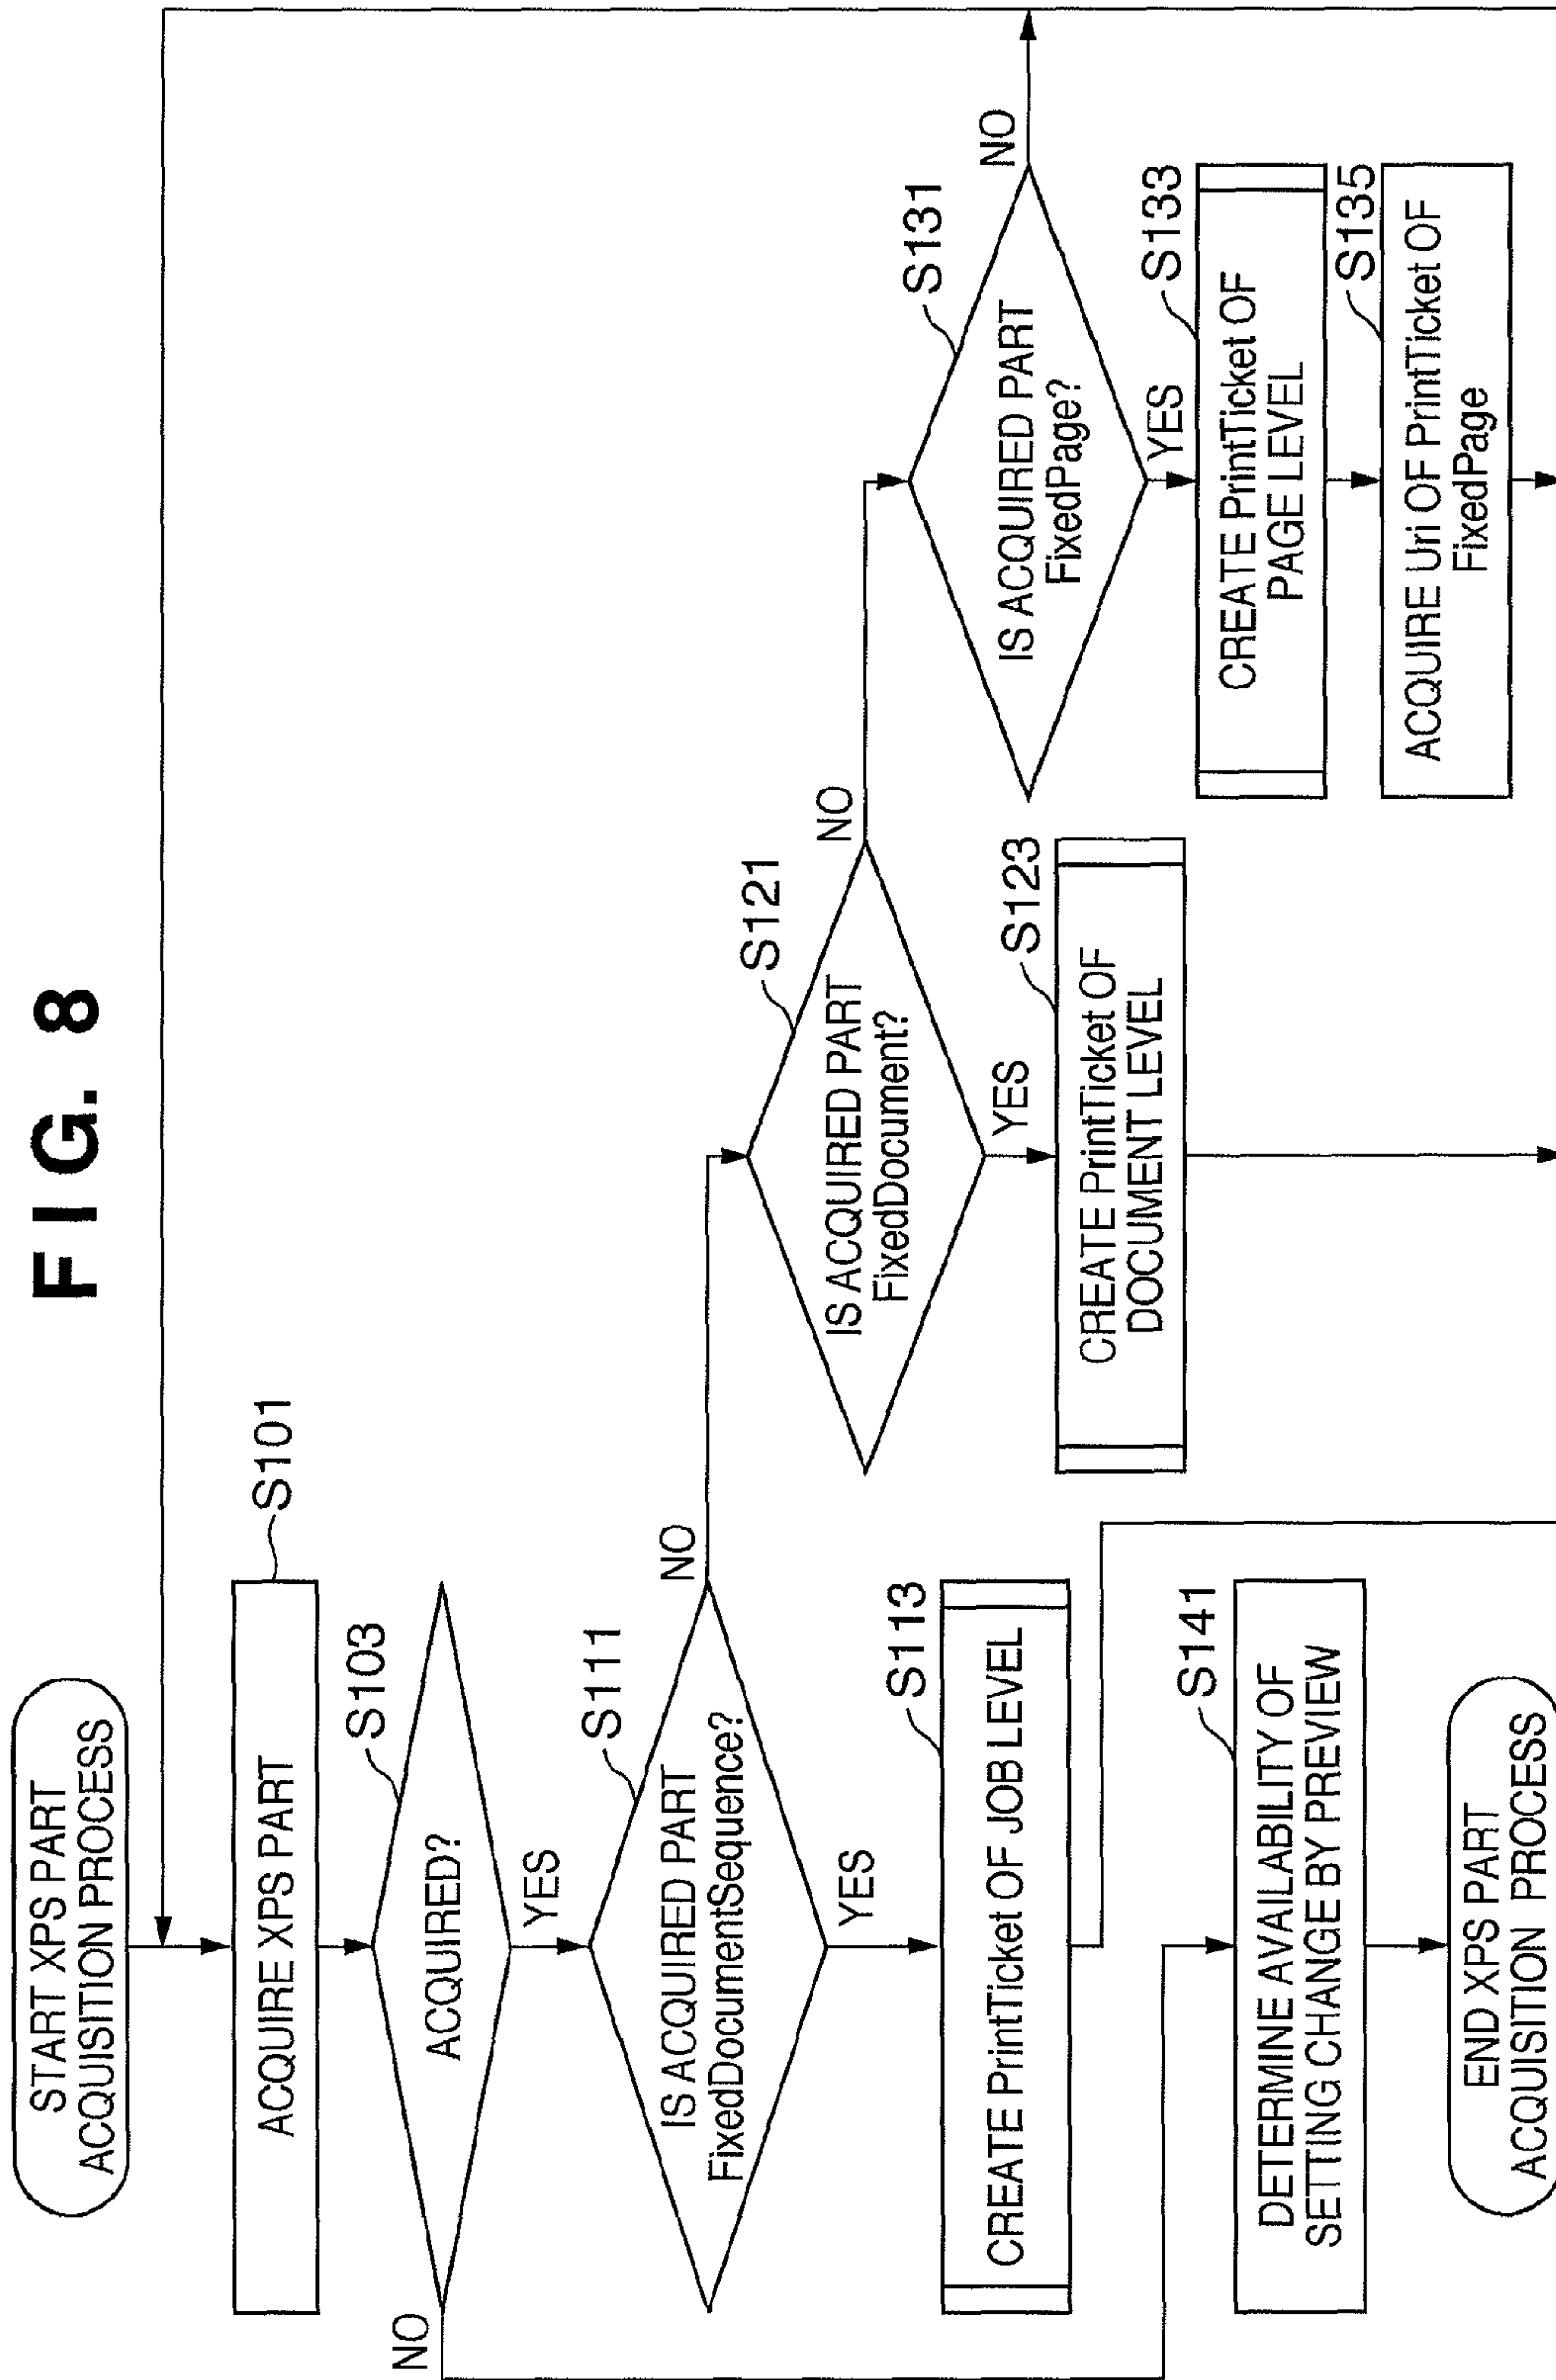 FIG. 8
START XPS PART
ACQUISITION PROCESS
ACQUIRE XPS PART
S101
ACQUIRED?
S103
NO
YES
IS ACQUIRED PART
FixedDocumentSequence?
S111
NO
YES
CREATE PrintTicket OF JOB LEVEL
S113
IS ACQUIRED PART
FixedDocument?
S121
NO
YES
CREATE PrintTicket OF
DOCUMENT LEVEL
S123
IS ACQUIRED PART
FixedPage?
S131
NO
YES
CREATE PrintTicket OF
PAGE LEVEL
S133
ACQUIRE Uri OF PrintTicket OF
FixedPage
S135
DETERMINE AVAILABILITY OF
SETTING CHANGE BY PREVIEW
S141
END XPS PART
ACQUISITION PROCESS